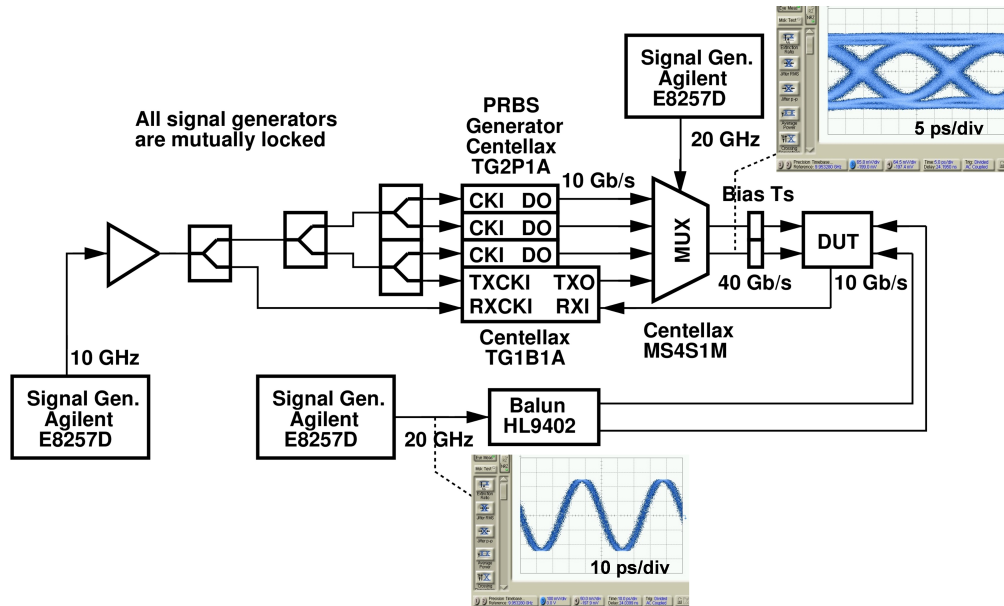 All signal generators
are mutually locked
PRBS
Generator
Centellax
TG2P1A
Signal Gen.
Agilent
E8257D
20 GHz
10 Gb/s
5 ps/div
CKI DO
CKI DO
CKI DO
TXCKI TXO
RXCKI RXI
MUX
Bias Ts
DUT
40 Gb/s
10 Gb/s
Centellax
TG1B1A
Centellax
MS4S1M
10 GHz
Signal Gen.
Agilent
E8257D
Signal Gen.
Agilent
E8257D
20 GHz
Balun
HL9402
10 ps/div